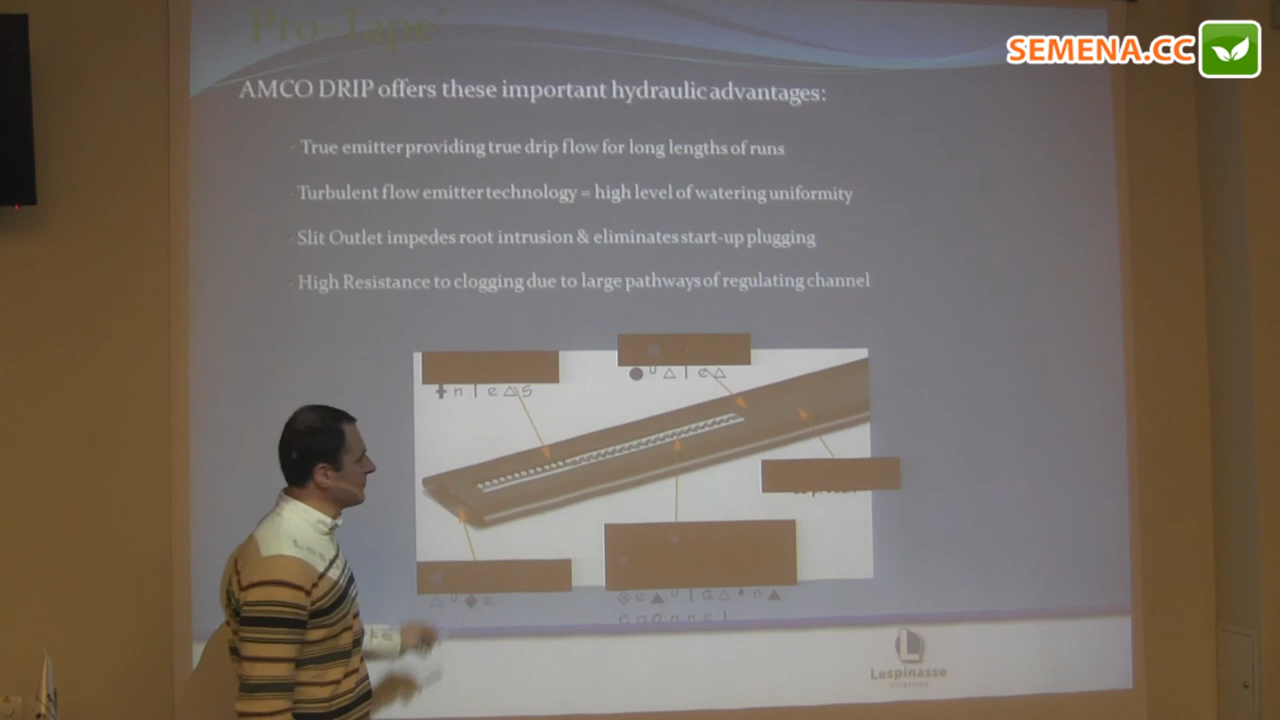 Pro-Tape
SEMENA.CC
AMCO DRIP offers these important hydraulic advantages:
True emitter providing true drip flow for long lengths of runs
Turbulent flow emitter technology = high level of watering uniformity
Slit Outlet impedes root intrusion & eliminates start-up plugging
High Resistance to clogging due to large pathways of regulating channel
channel
Lespinasse